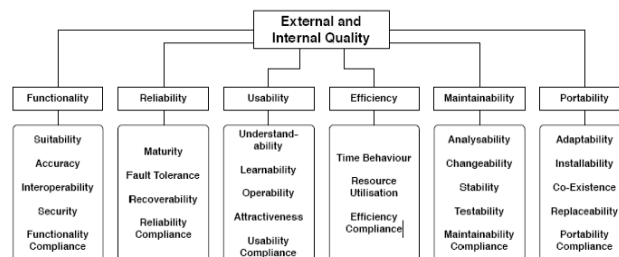 External and
Internal Quality
Functionality
Reliability
Usability
Efficiency
Maintainability
Portability
Suitability
Accuracy
Interoperability
Security
Functionality
Compliance
Maturity
Fault Tolerance
Recoverability
Reliability
Compliance
Understand-
ability
Learnability
Operability
Attractiveness
Usability
Compliance
Time Behaviour
Resource
Utilisation
Efficiency
Compliance
Analysability
Changeability
Stability
Testability
Maintainability
Compliance
Adaptability
Installability
Co-Existence
Replaceability
Portability
Compliance